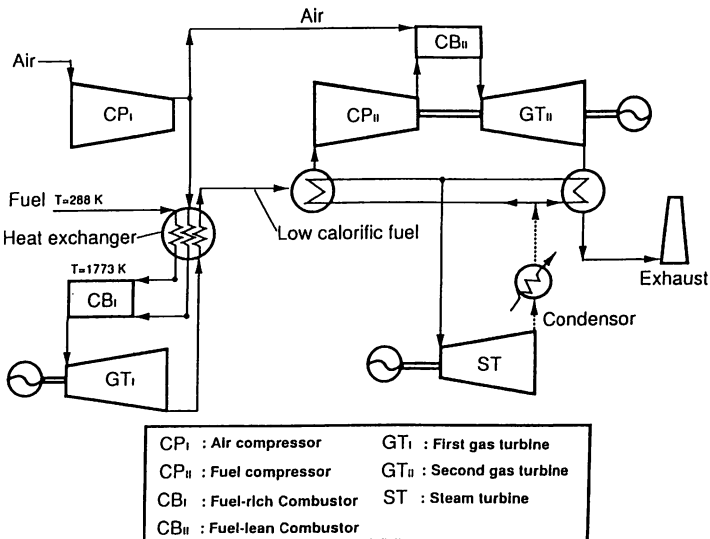 Air
Air
CBII
CPI
CPII
GTII
Fuel T=288 K
Heat exchanger
Low calorific fuel
T=1773 K
CBI
Exhaust
Condensor
GTI
ST
CPI : Air compressor
GTI : First gas turbine
CPII : Fuel compressor
GTII : Second gas turbine
CBI : Fuel-rich Combustor
ST : Steam turbine
CBII : Fuel-lean Combustor